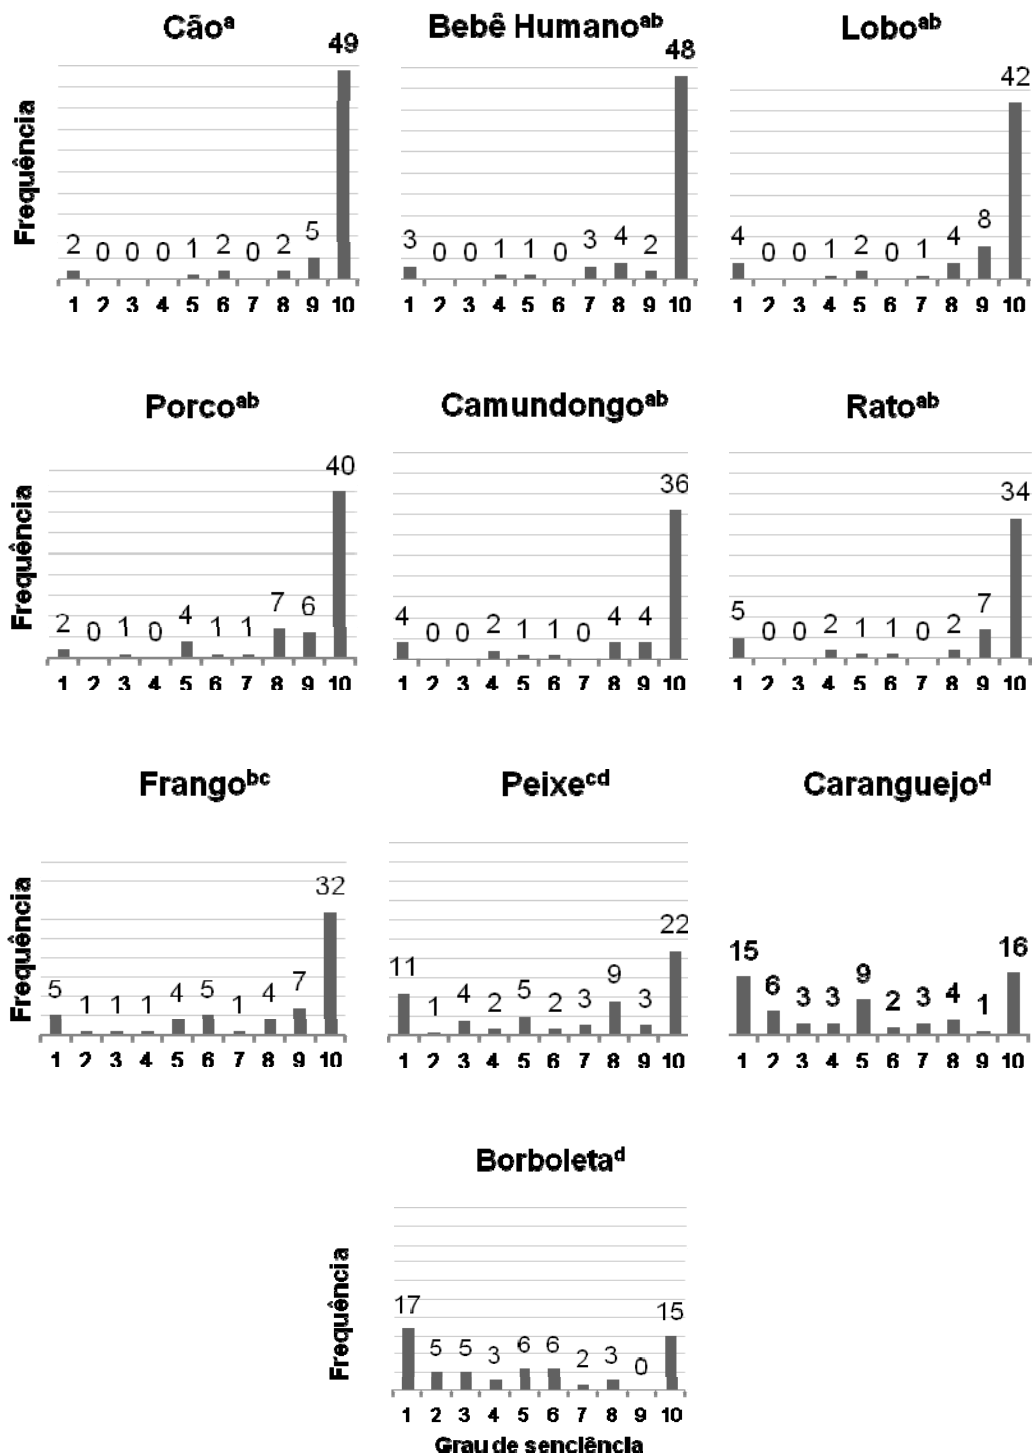 Cãoᵃ
Bebê Humanoᵃᵇ
Loboᵃᵇ
Frequência
2 0 0 0 1 2 0 2 5 49
1 2 3 4 5 6 7 8 9 10
3 0 0 1 1 0 3 4 2 48
1 2 3 4 5 6 7 8 9 10
4 0 0 1 2 0 1 4 8 42
1 2 3 4 5 6 7 8 9 10
Porcoᵃᵇ
Camundongoᵃᵇ
Ratoᵃᵇ
Frequência
2 0 1 0 4 1 1 7 6 40
1 2 3 4 5 6 7 8 9 10
4 0 0 2 1 1 0 4 4 36
1 2 3 4 5 6 7 8 9 10
5 0 0 2 1 1 0 2 7 34
1 2 3 4 5 6 7 8 9 10
Frangoᵇᶜ
Peixeᶜᵈ
Caranguejoᵈ
Frequência
5 1 1 1 4 5 1 4 7 32
1 2 3 4 5 6 7 8 9 10
11 1 4 2 5 2 3 9 3 22
1 2 3 4 5 6 7 8 9 10
15 6 3 3 9 2 3 4 1 16
1 2 3 4 5 6 7 8 9 10
Borboletaᵈ
Frequência
17 5 5 3 6 6 2 3 0 15
1 2 3 4 5 6 7 8 9 10
Grau de senciência